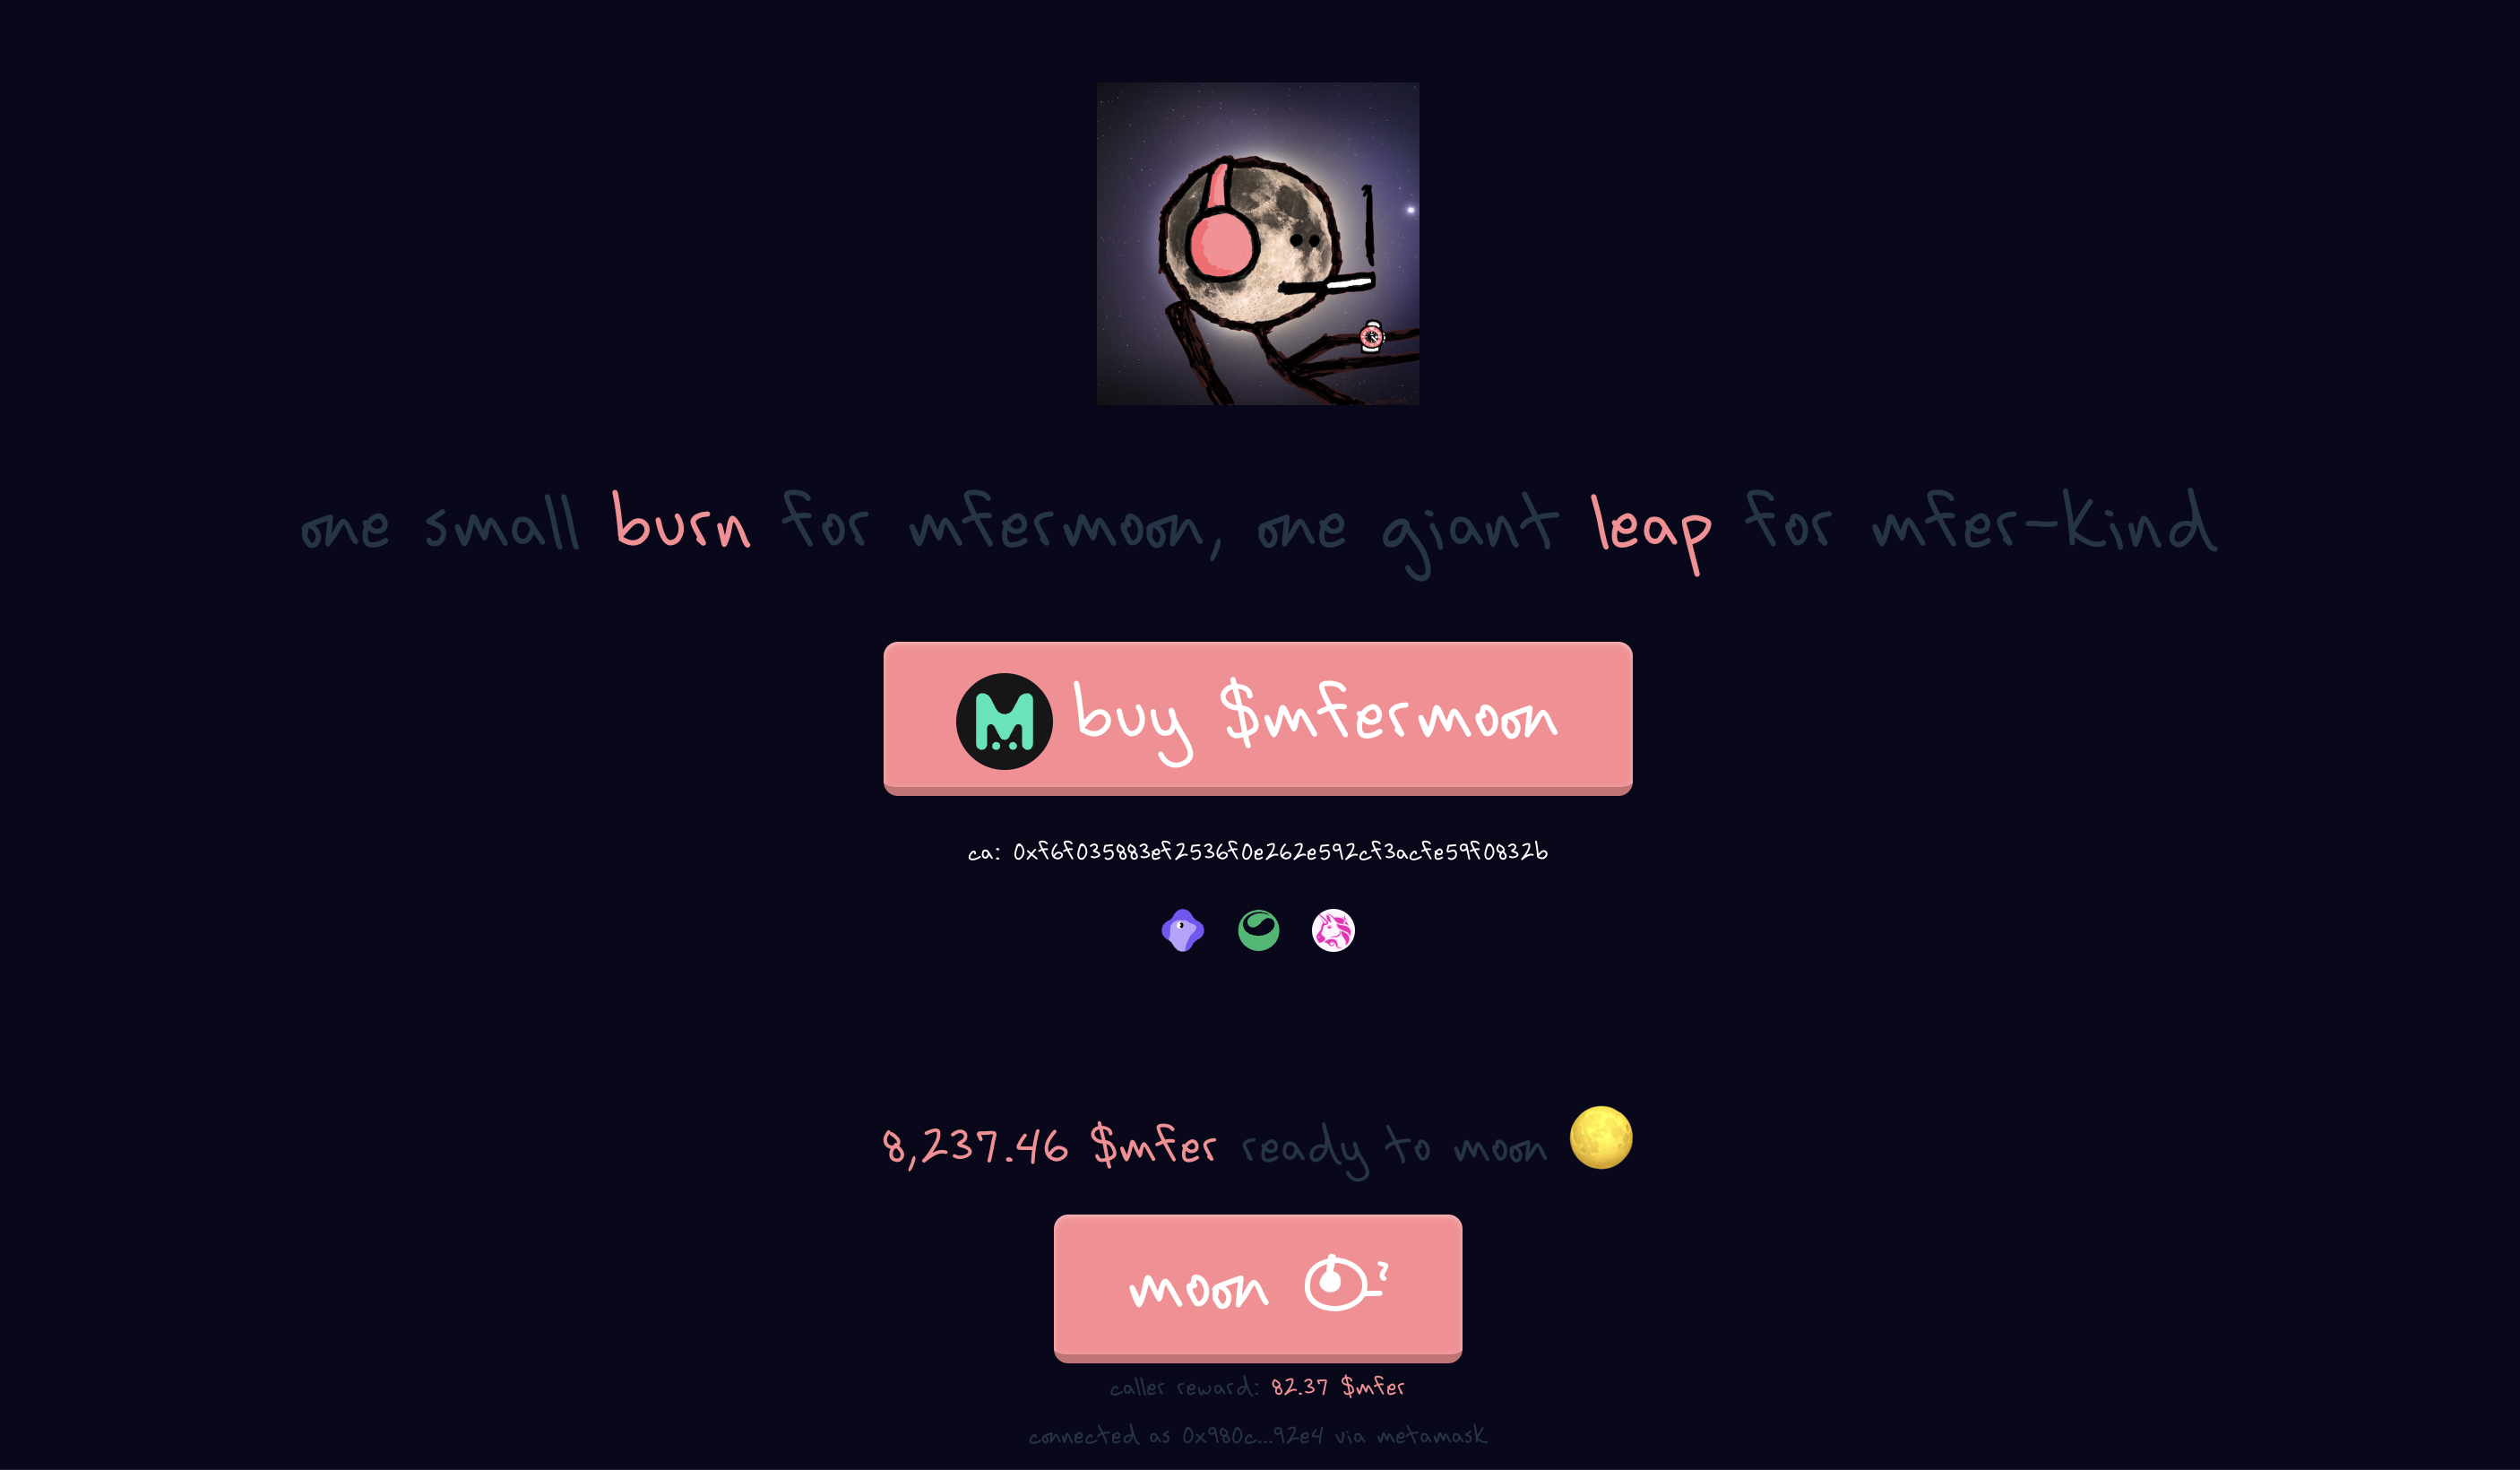 one small burn for mfermoon, one giant leap for mfer-kind
buy $mfermoon
ca: 0xf6f035883ef2536f0e262e592cf3acfe59f0832b
8,237.46 $mfer ready to moon
moon
caller reward: 82.37 $mfer
connected as 0x980c...92e4 via metamask